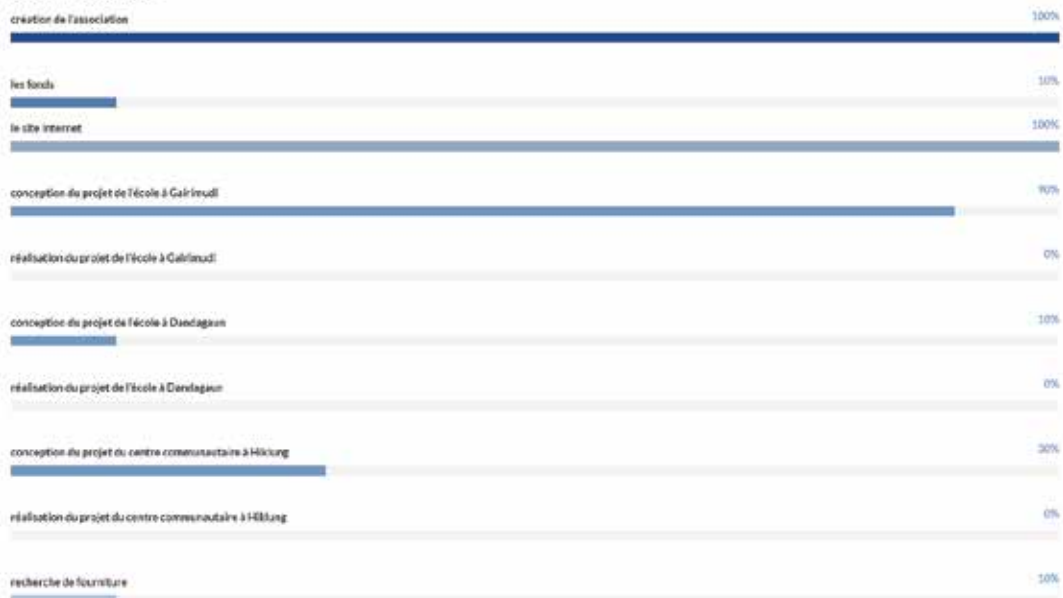 création de l'association 100%
les fonds 10%
le site internet 100%
conception du projet de l'école à Gairimudi 90%
réalisation du projet de l'école à Gairimudi 0%
conception du projet de l'école à Dandagaun 10%
réalisation du projet de l'école à Dandagaun 0%
conception du projet du centre communautaire à Hiklung 30%
réalisation du projet du centre communautaire à Hiklung 0%
recherche de fourniture 10%